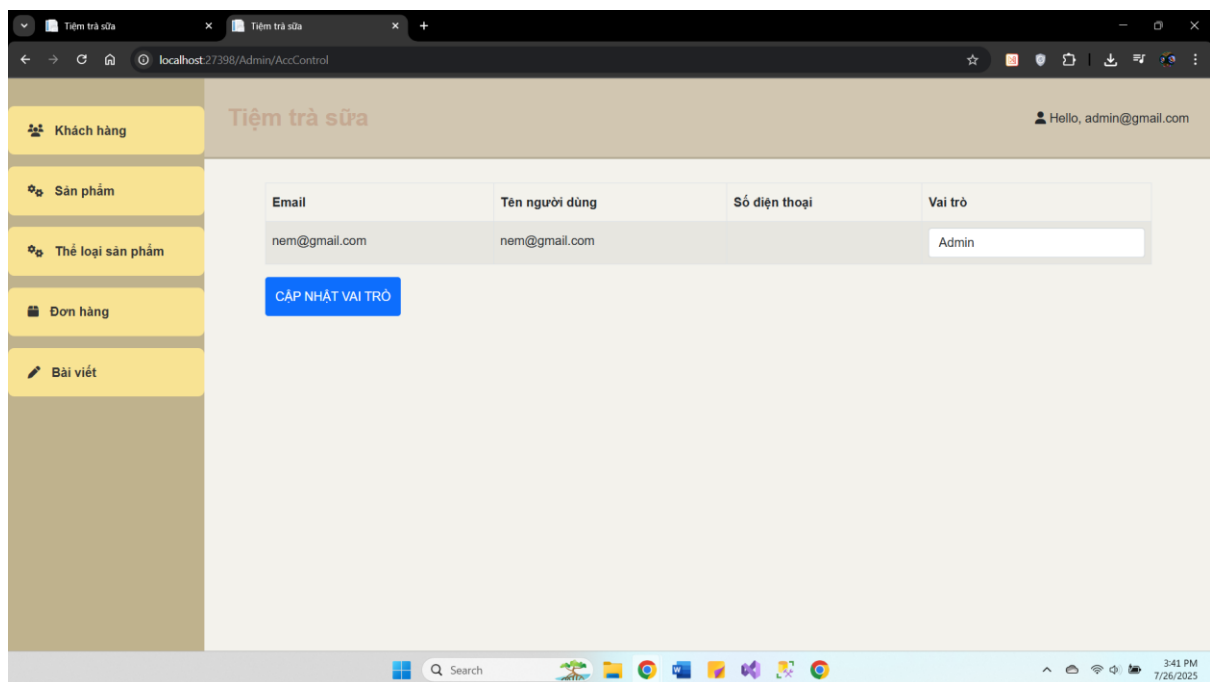 Tiệm trà sữa
Tiệm trà sữa
localhost:27398/Admin/AccControl
Khách hàng
Tiệm trà sữa
Hello, admin@gmail.com
Sản phẩm
Thể loại sản phẩm
Đơn hàng
Bài viết
Email Tên người dùng Số điện thoại Vai trò
nem@gmail.com nem@gmail.com Admin
CẬP NHẬT VAI TRÒ
Search
3:41 PM
7/26/2025